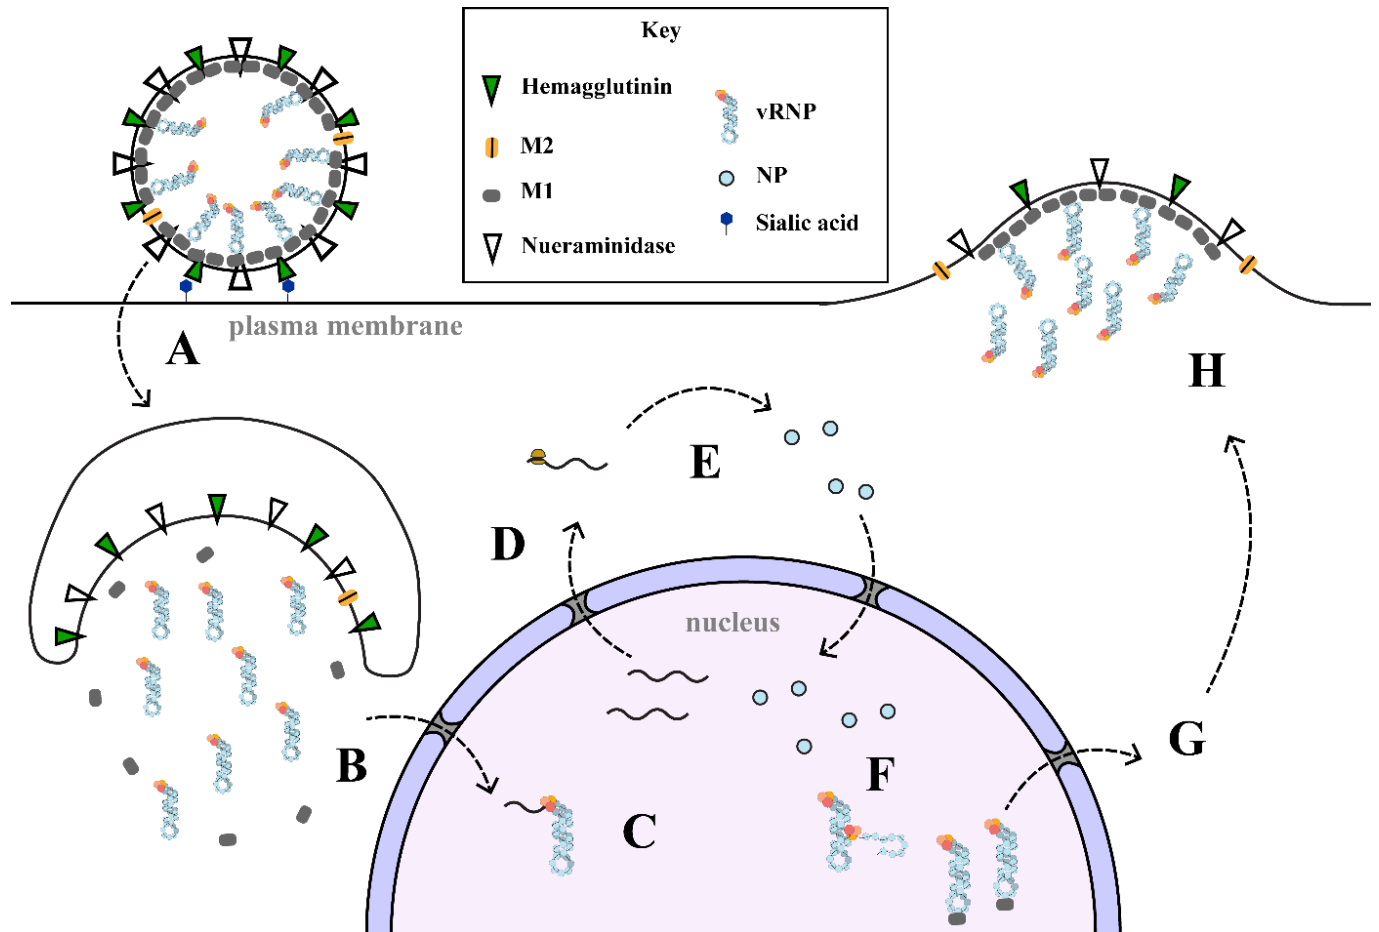 Key
Hemagglutinin
M2
M1
Nueraminidase
vRNP
NP
Sialic acid
plasma membrane
A
H
E
D
nucleus
B
F
G
C